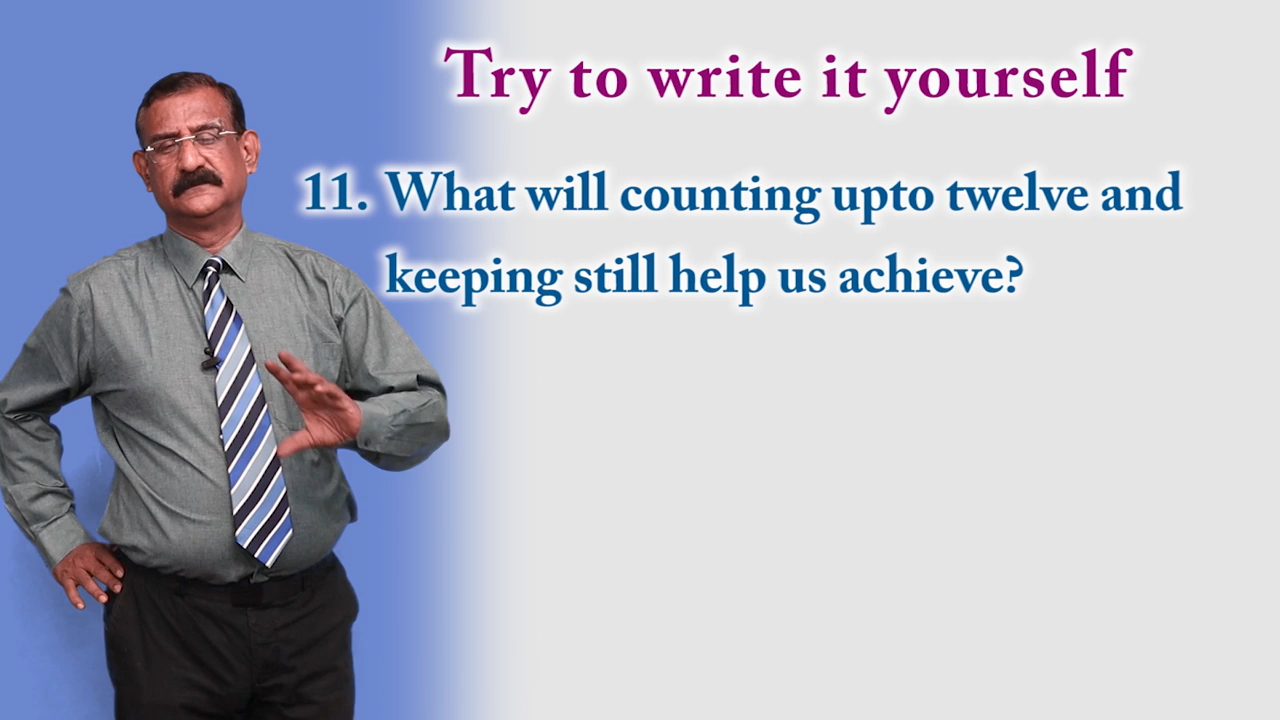 Try to write it yourself
11. What will counting upto twelve and
keeping still help us achieve?